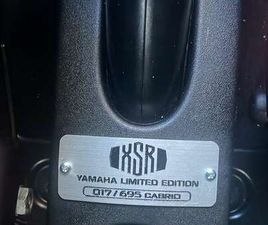 XSR
YAMAHA LIMITED EDITION
017/695 CABRIO